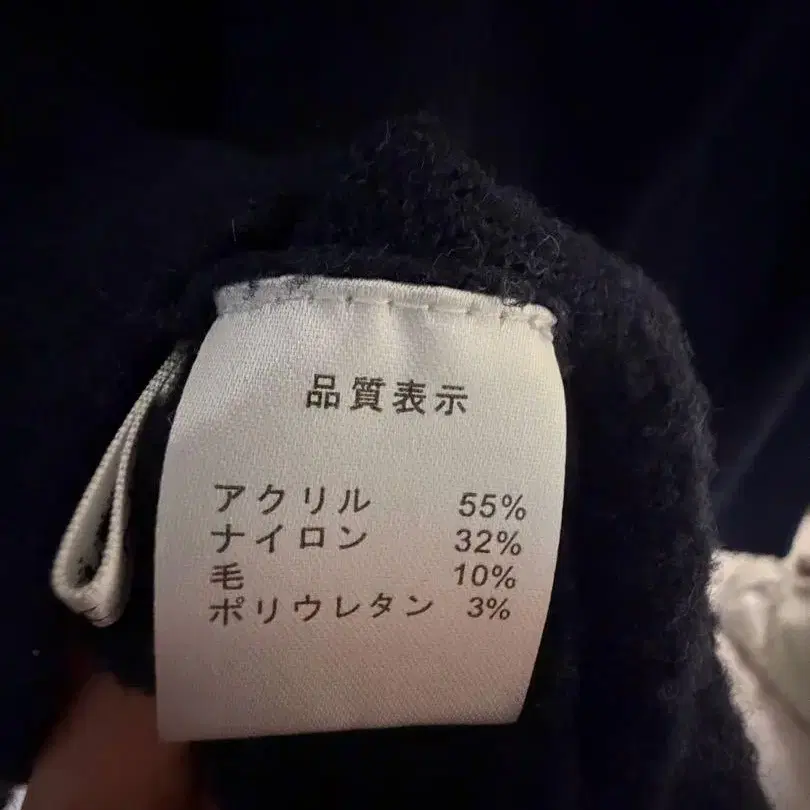 品質表示
アクリル 55%
ナイロン 32%
毛 10%
ポリウレタン 3%